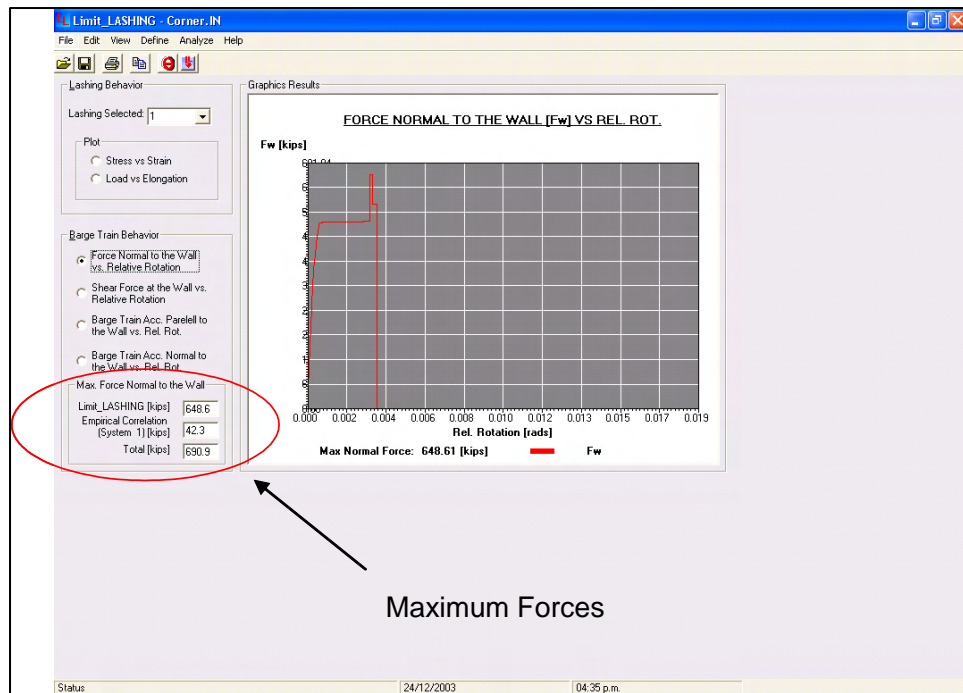 Limit_LASHING - Corner.IN
File Edit View Define Analyze Help
Lashing Behavior
Lashing Selected: 1
Plot
Stress vs Strain
Load vs Elongation
Barge Train Behavior
Force Normal to the Wall
vs. Relative Rotation
Shear Force at the Wall vs.
Relative Rotation
Barge Train Acc. Parelell to
the Wall vs. Rel. Rot.
Barge Train Acc. Normal to
the Wall vs. Rel. Rot.
Max. Force Normal to the Wall
Limit_LASHING [kips] 648.6
Empirical Correlation
(System 1) [kips] 42.3
Total [kips] 690.9
Graphics Results
FORCE NORMAL TO THE WALL [Fw] VS REL. ROT.
Fw [kips]
0.000 0.002 0.004 0.006 0.008 0.010 0.010 0.012 0.014 0.016 0.019
Rel. Rotation [rads]
Max Normal Force: 648.61 [kips] Fw
Maximum Forces
Status 24/12/2003 04:35 p.m.